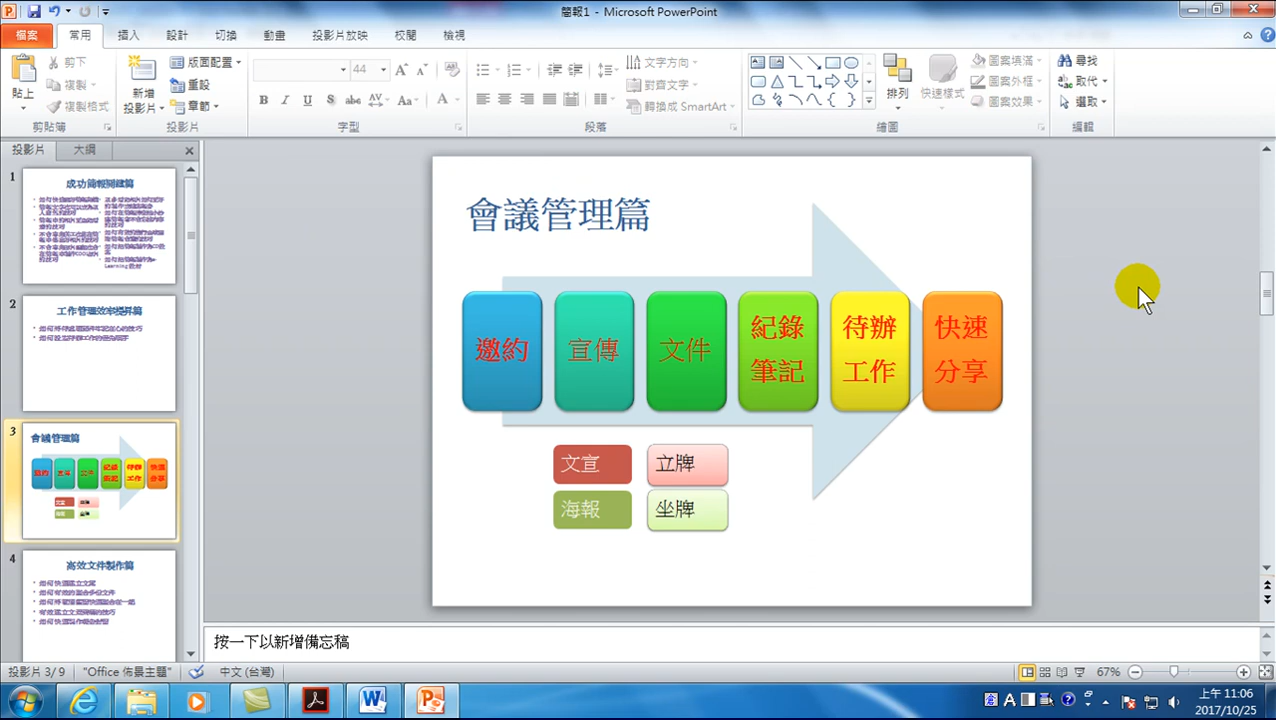 簡報1 - Microsoft PowerPoint
檔案 常用 插入 設計 切換 動畫 投影片放映 校閱 檢視
貼上 剪下 複製 複製格式 剪貼簿
新增投影片 版面配置 重設 章節 投影片
44 B I U S abc AV Aa A 字型
文字方向 對齊文字 轉換成 SmartArt 段落
排列 快速樣式 圖案填滿 圖案外框 圖案效果 繪圖
尋找 取代 選取 編輯
投影片 大綱
1 成功簡報關鍵篇
2 工作管理效率提昇篇
3 會議管理篇
4 高效文件製作篇
會議管理篇
邀約 宣傳 文件 紀錄 待辦 快速
筆記 工作 分享
文宣 立牌
海報 坐牌
按一下以新增備忘稿
投影片 3/9 "Office 佈景主題" 中文 (台灣) 67%
上午 11:06
2017/10/25